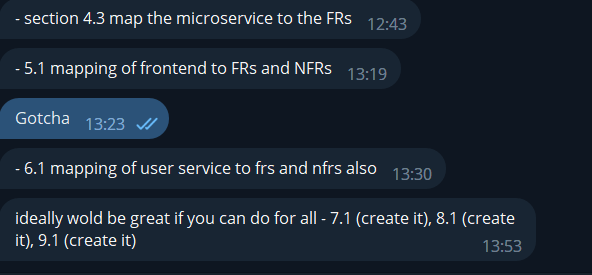 - section 4.3 map the microservice to the FRs 12:43
- 5.1 mapping of frontend to FRs and NFRs 13:19
Gotcha 13:23
- 6.1 mapping of user service to frs and nfrs also 13:30
ideally wold be great if you can do for all - 7.1 (create it), 8.1 (create
it), 9.1 (create it) 13:53